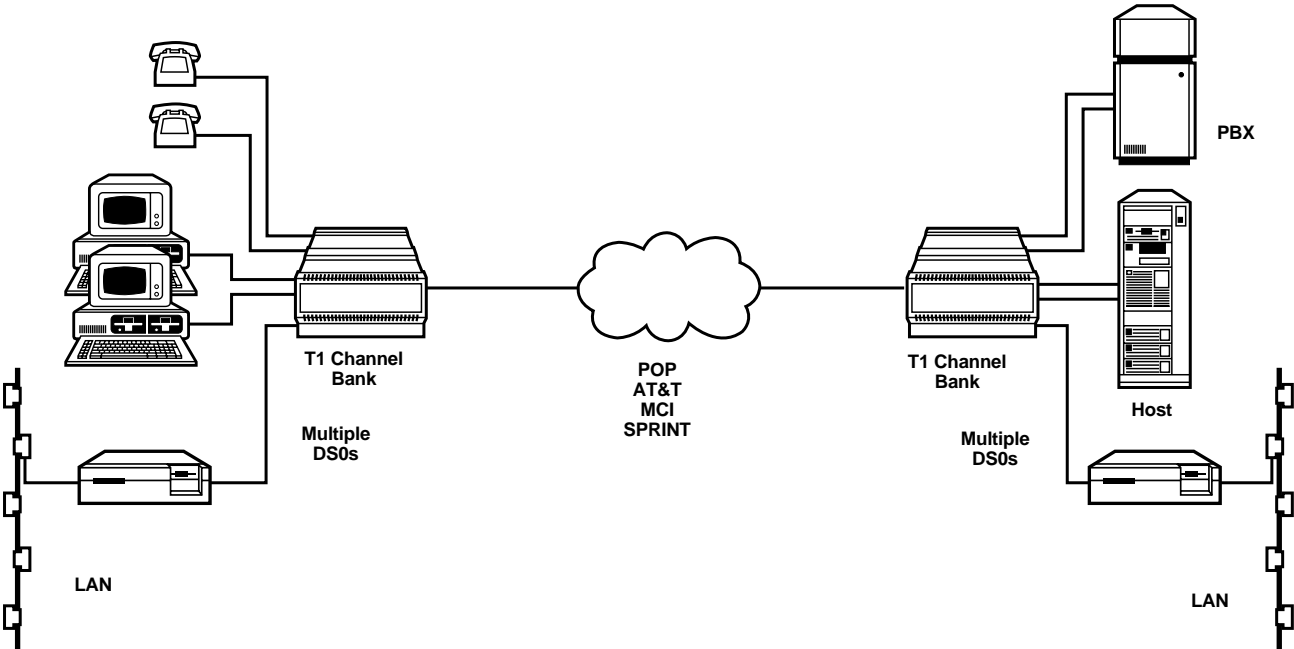 PBX
T1 Channel
Bank
POP
AT&T
MCI
SPRINT
T1 Channel
Bank
Host
Multiple
DS0s
Multiple
DS0s
LAN
LAN